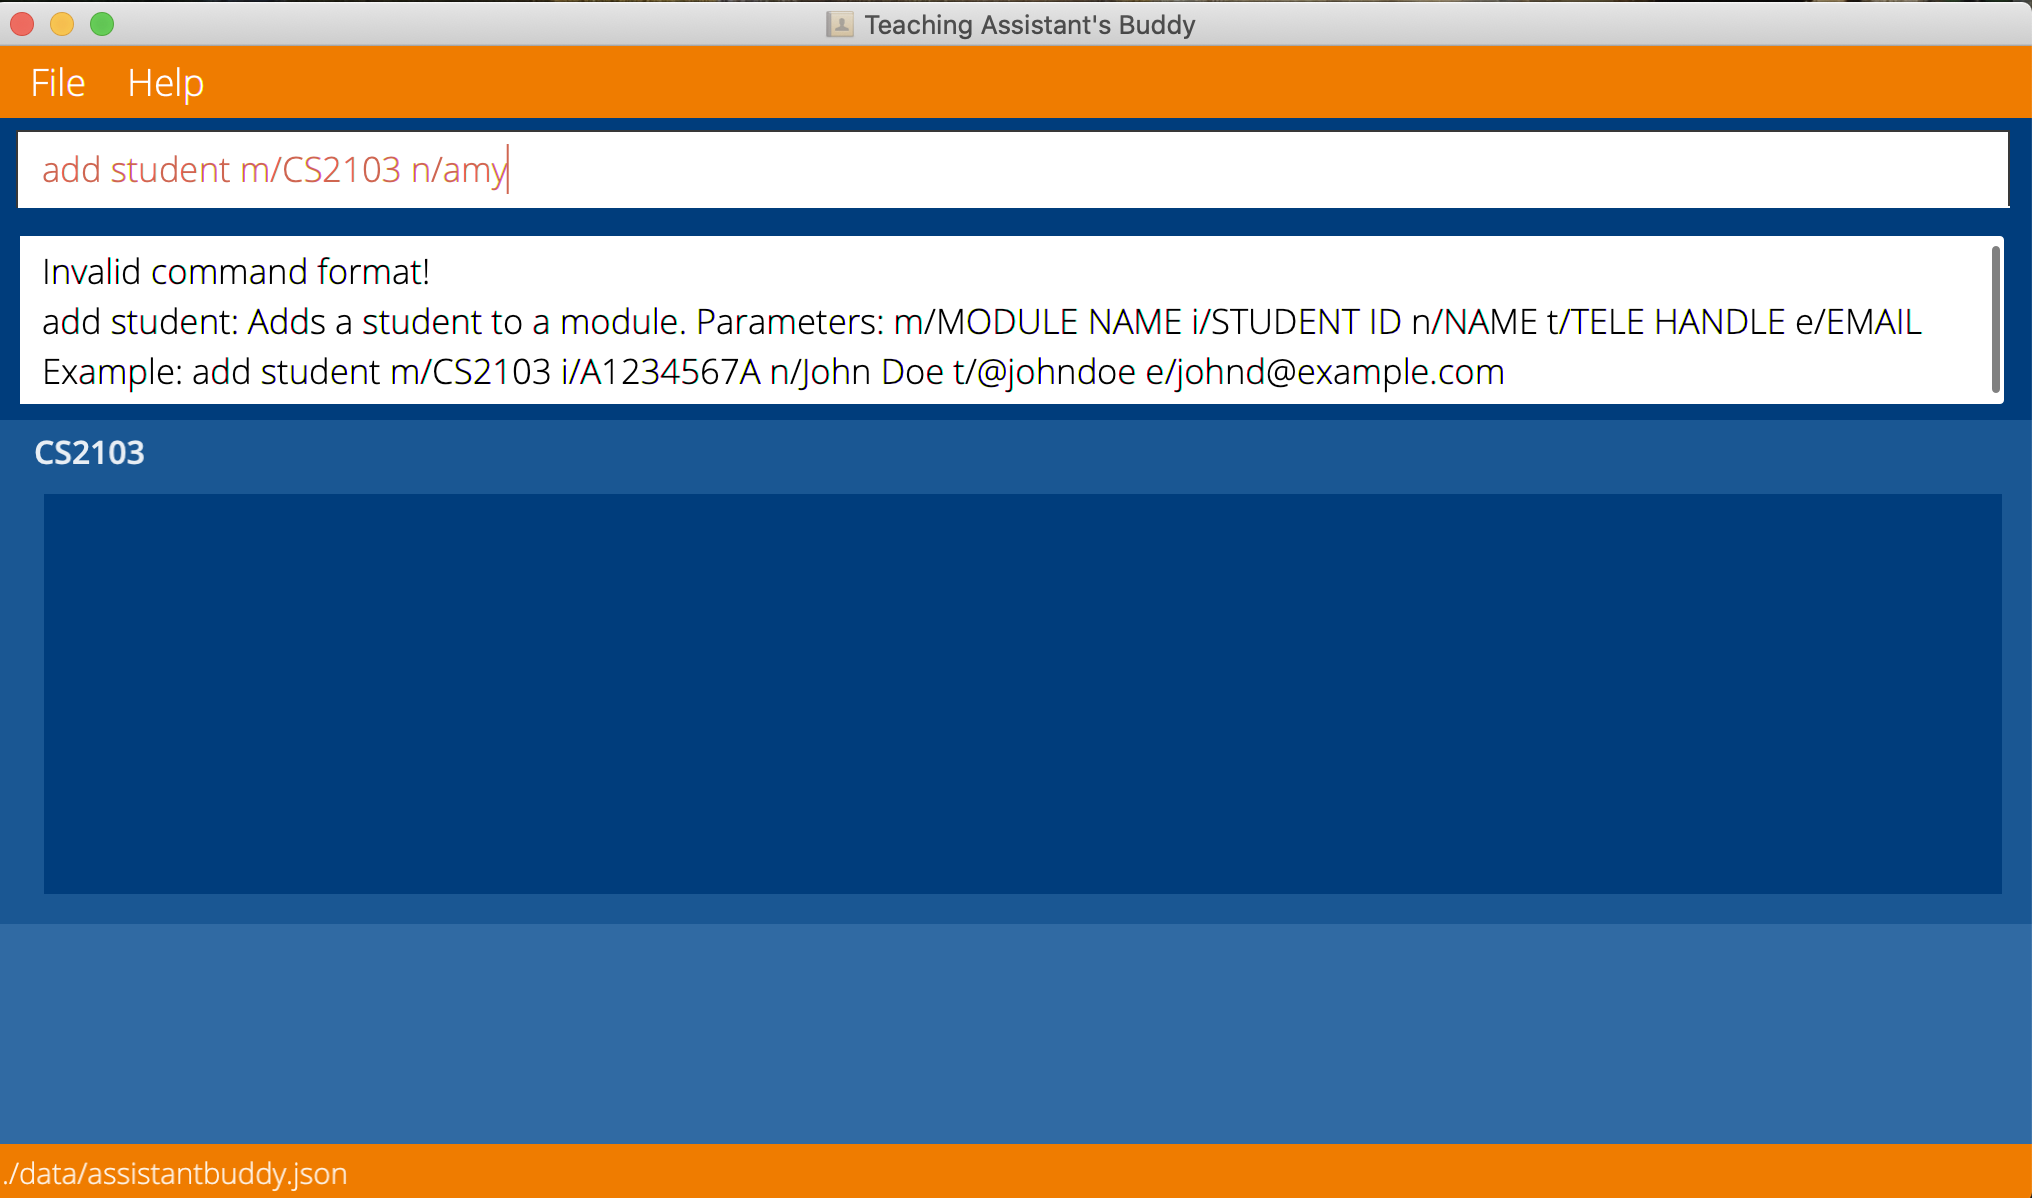 Teaching Assistant's Buddy
File Help
add student m/CS2103 n/amy
Invalid command format!
add student: Adds a student to a module. Parameters: m/MODULE NAME i/STUDENT ID n/NAME t/TELE HANDLE e/EMAIL
Example: add student m/CS2103 i/A1234567A n/John Doe t/@johndoe e/johnd@example.com
CS2103
./data/assistantbuddy.json